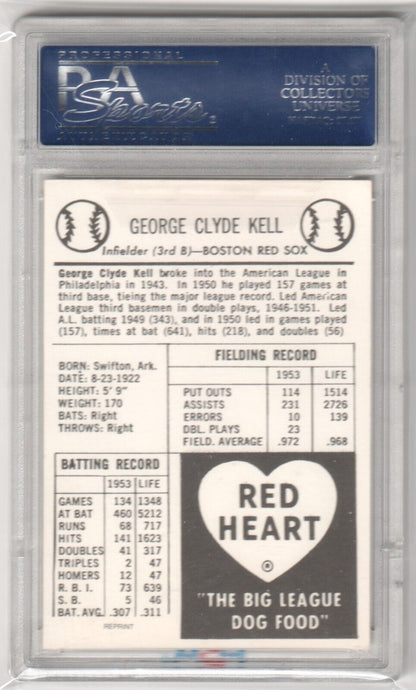 PROFESSIONAL
PSA
Sports
A
DIVISION OF
COLLECTORS
UNIVERSE
GEORGE CLYDE KELL
Infielder (3rd B)—BOSTON RED SOX
George Clyde Kell broke into the American League in
Philadelphia in 1943. In 1950 he played 157 games at
third base, tieing the major league record. Led American
League third basemen in double plays, 1946-1951. Led
A.L. batting 1949 (343), and in 1950 led in games played
(157), times at bat (641), hits (218), and doubles (56)
BORN: Swifton, Ark.
DATE: 8-23-1922
HEIGHT: 5' 9"
WEIGHT: 170
BATS: Right
THROWS: Right
FIELDING RECORD
1953 LIFE
PUT OUTS 114 1514
ASSISTS 231 2726
ERRORS 10 139
DBL. PLAYS 23
FIELD. AVERAGE .972 .968
BATTING RECORD
1953 LIFE
GAMES 134 1348
AT BAT 460 5212
RUNS 68 717
HITS 141 1623
DOUBLES 41 317
TRIPLES 2 47
HOMERS 12 47
R. B. I. 73 639
S. B. 5 46
BAT. AVG. .307 .311
REPRINT
RED
HEART
®
"THE BIG LEAGUE
DOG FOOD"